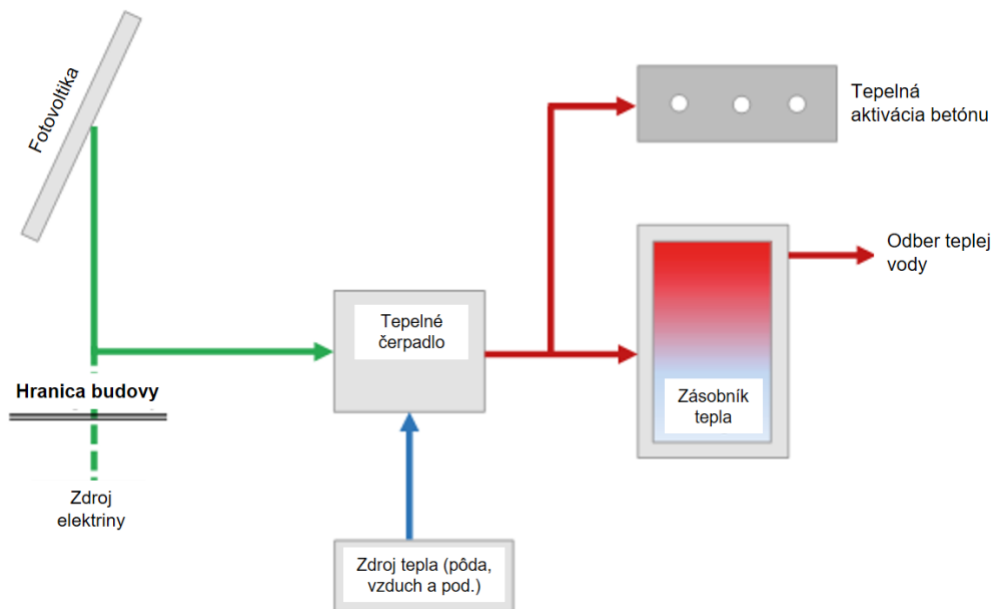 Fotovoltika
Tepelná
aktivácia betónu
Odber teplej
vody
Tepelné
čerpadlo
Hranica budovy
Zásobník
tepla
Zdroj
elektriny
Zdroj tepla (pôda,
vzduch a pod.)